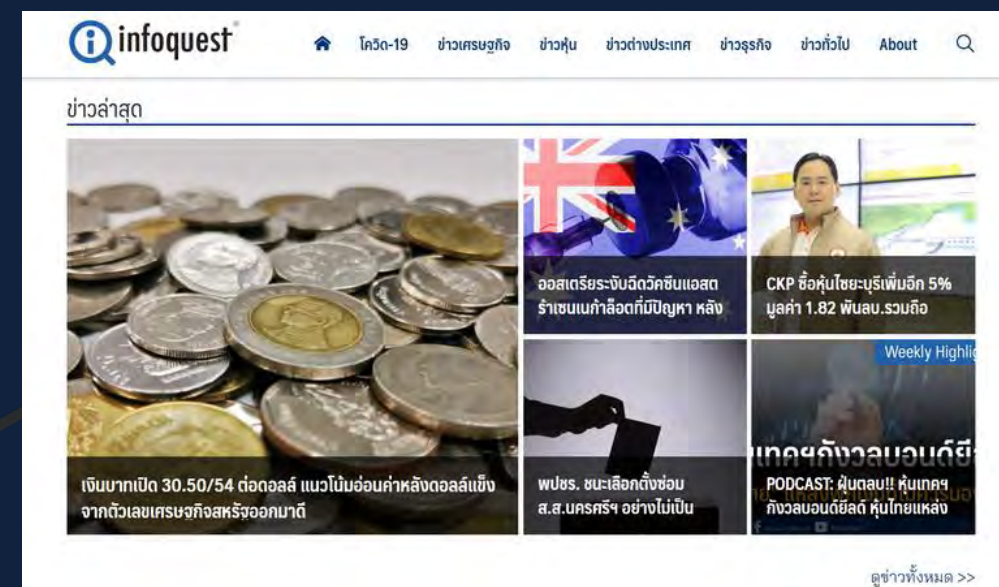 infoquest
โควิด-19 ข่าวเศรษฐกิจ ข่าวหุ้น ข่าวต่างประเทศ ข่าวธุรกิจ ข่าวทั่วไป About
ข่าวล่าสุด
เงินบาทเปิด 30.50/54 ต่อดอลล์ แนวโน้มอ่อนค่าหลังดอลล์แข็ง
จากตัวเลขเศรษฐกิจสหรัฐออกมาดี
ออสเตรียระงับฉีดวัคซีนแอสต
ร้าเซนเนก้าล็อตที่มีปัญหา หลัง
CKP ซื้อหุ้นไซยะบุรีเพิ่มอีก 5%
มูลค่า 1.82 พันลบ.รวมถือ
พปชร. ชนะเลือกตั้งซ่อม
ส.ส.นครศรีฯ อย่างไม่เป็น
Weekly Highli
PODCAST: ฝุ่นตลบ!! หุ้นเทคฯ
กังวลบอนด์ยีลด์ หุ้นไทยแหล่ง
ดูข่าวทั้งหมด >>